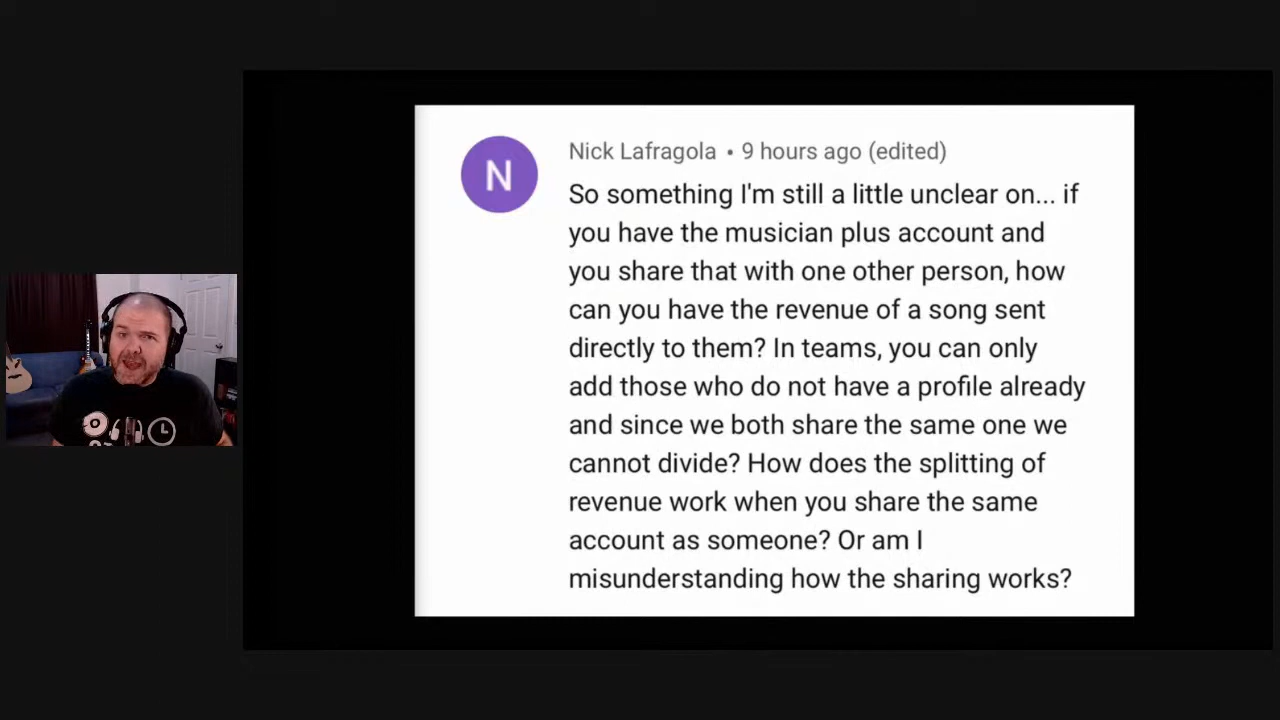 N
Nick Lafragola • 9 hours ago (edited)
So something I'm still a little unclear on... if
you have the musician plus account and
you share that with one other person, how
can you have the revenue of a song sent
directly to them? In teams, you can only
add those who do not have a profile already
and since we both share the same one we
cannot divide? How does the splitting of
revenue work when you share the same
account as someone? Or am I
misunderstanding how the sharing works?